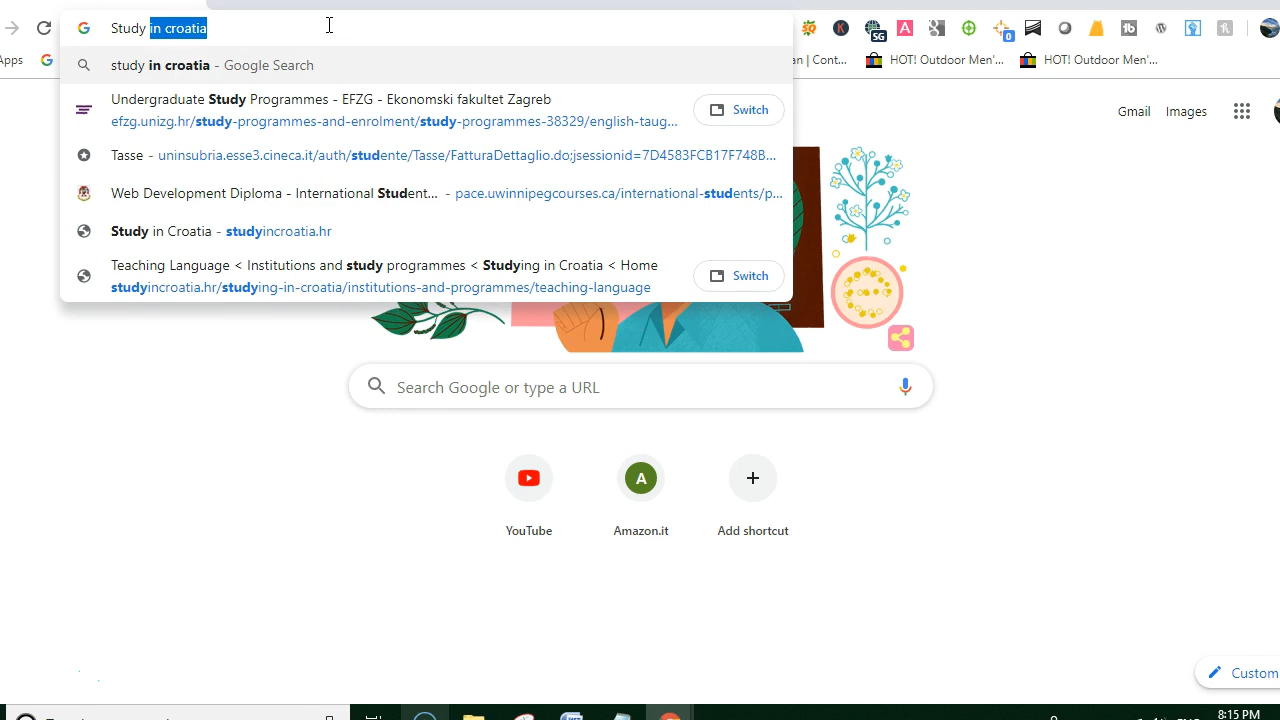 Study in croatia
Apps
an | Cont...
HOT! Outdoor Men'...
HOT! Outdoor Men'...
study in croatia - Google Search
Undergraduate Study Programmes - EFZG - Ekonomski fakultet Zagreb
efzg.unizg.hr/study-programmes-and-enrolment/study-programmes-38329/english-taug...
Switch
Tasse - uninsubria.esse3.cineca.it/auth/studente/Tasse/FatturaDettaglio.do;jsessionid=7D4583FCB17F748B...
Web Development Diploma - International Student... - pace.uwinnipegcourses.ca/international-students/p...
Study in Croatia - studyincroatia.hr
Teaching Language < Institutions and study programmes < Studying in Croatia < Home
studyincroatia.hr/studying-in-croatia/institutions-and-programmes/teaching-language
Switch
SG
A
0
tb
Gmail
Images
G
Search Google or type a URL
A
YouTube
Amazon.it
Add shortcut
Custom
8:15 PM